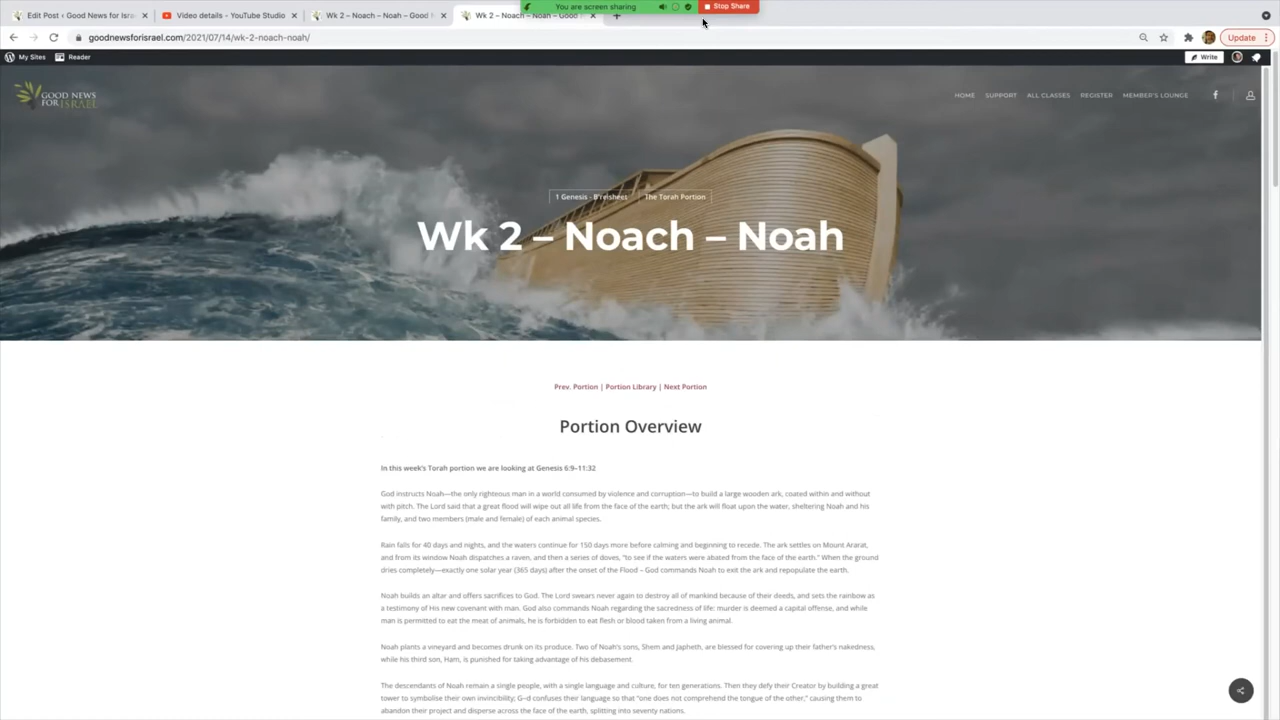 Edit Post ‹ Good News for Isra
Video details - YouTube Studio
Wk 2 – Noach – Noah – Good
Wk 2 – Noach – Noah – Good
You are screen sharing
Stop Share
goodnewsforisrael.com/2021/07/14/wk-2-noach-noah/
Update
My Sites
Reader
Write
GOOD NEWS
FOR ISRAEL
HOME
SUPPORT
ALL CLASSES
REGISTER
MEMBER'S LOUNGE
1 Genesis - B'reishees
The Torah Portion
Wk 2 – Noach – Noah
Prev. Portion | Portion Library | Next Portion
Portion Overview
In this week's Torah portion we are looking at Genesis 6:9–11:32
God instructs Noah—the only righteous man in a world consumed by violence and corruption—to build a large wooden ark, coated within and without
with pitch. The Lord said that a great flood will wipe out all life from the face of the earth; but the ark will float upon the water, sheltering Noah and his
family, and two members (male and female) of each animal species.
Rain falls for 40 days and nights, and the waters continue for 150 days more before calming and beginning to recede. The ark settles on Mount Ararat,
and from its window Noah dispatches a raven, and then a series of doves, "to see if the waters were abated from the face of the earth." When the ground
dries completely—exactly one solar year (365 days) after the onset of the Flood – God commands Noah to exit the ark and repopulate the earth.
Noah builds an altar and offers sacrifices to God. The Lord swears never again to destroy all of mankind because of their deeds, and sets the rainbow as
a testimony of His new covenant with man. God also commands Noah regarding the sacredness of life: murder is deemed a capital offense, and while
man is permitted to eat the meat of animals, he is forbidden to eat flesh or blood taken from a living animal.
Noah plants a vineyard and becomes drunk on its produce. Two of Noah's sons, Shem and Japheth, are blessed for covering up their father's nakedness,
while his third son, Ham, is punished for taking advantage of his debasement.
The descendants of Noah remain a single people, with a single language and culture, for ten generations. Then they defy their Creator by building a great
tower to symbolise their own invincibility; G–d confuses their language so that "one does not comprehend the tongue of the other," causing them to
abandon their project and disperse across the face of the earth, splitting into seventy nations.